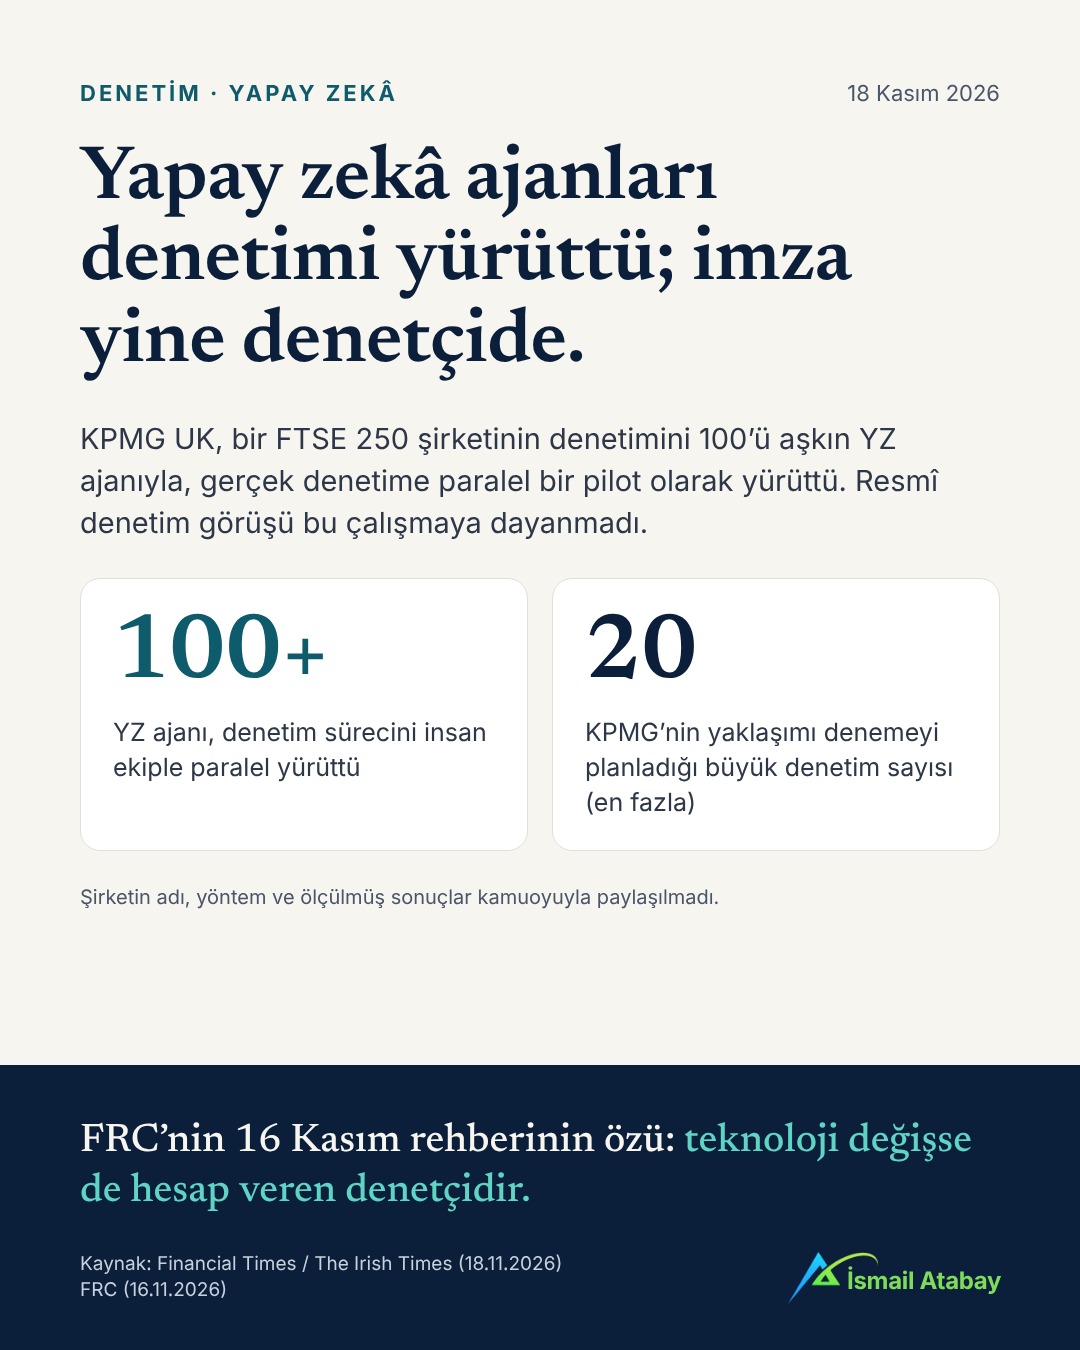 DENETİM · YAPAY ZEKÂ
18 Kasım 2026
Yapay zekâ ajanları
denetimi yürüttü; imza
yine denetçide.
KPMG UK, bir FTSE 250 şirketinin denetimini 100’ü aşkın YZ
ajanıyla, gerçek denetime paralel bir pilot olarak yürüttü. Resmî
denetim görüşü bu çalışmaya dayanmadı.
100+
YZ ajanı, denetim sürecini insan
ekiple paralel yürüttü
20
KPMG’nin yaklaşımı denemeyi
planladığı büyük denetim sayısı
(en fazla)
Şirketin adı, yöntem ve ölçülmüş sonuçlar kamuoyuyla paylaşılmadı.
FRC’nin 16 Kasım rehberinin özü: teknoloji değişse
de hesap veren denetçidir.
Kaynak: Financial Times / The Irish Times (18.11.2026)
FRC (16.11.2026)
İsmail Atabay